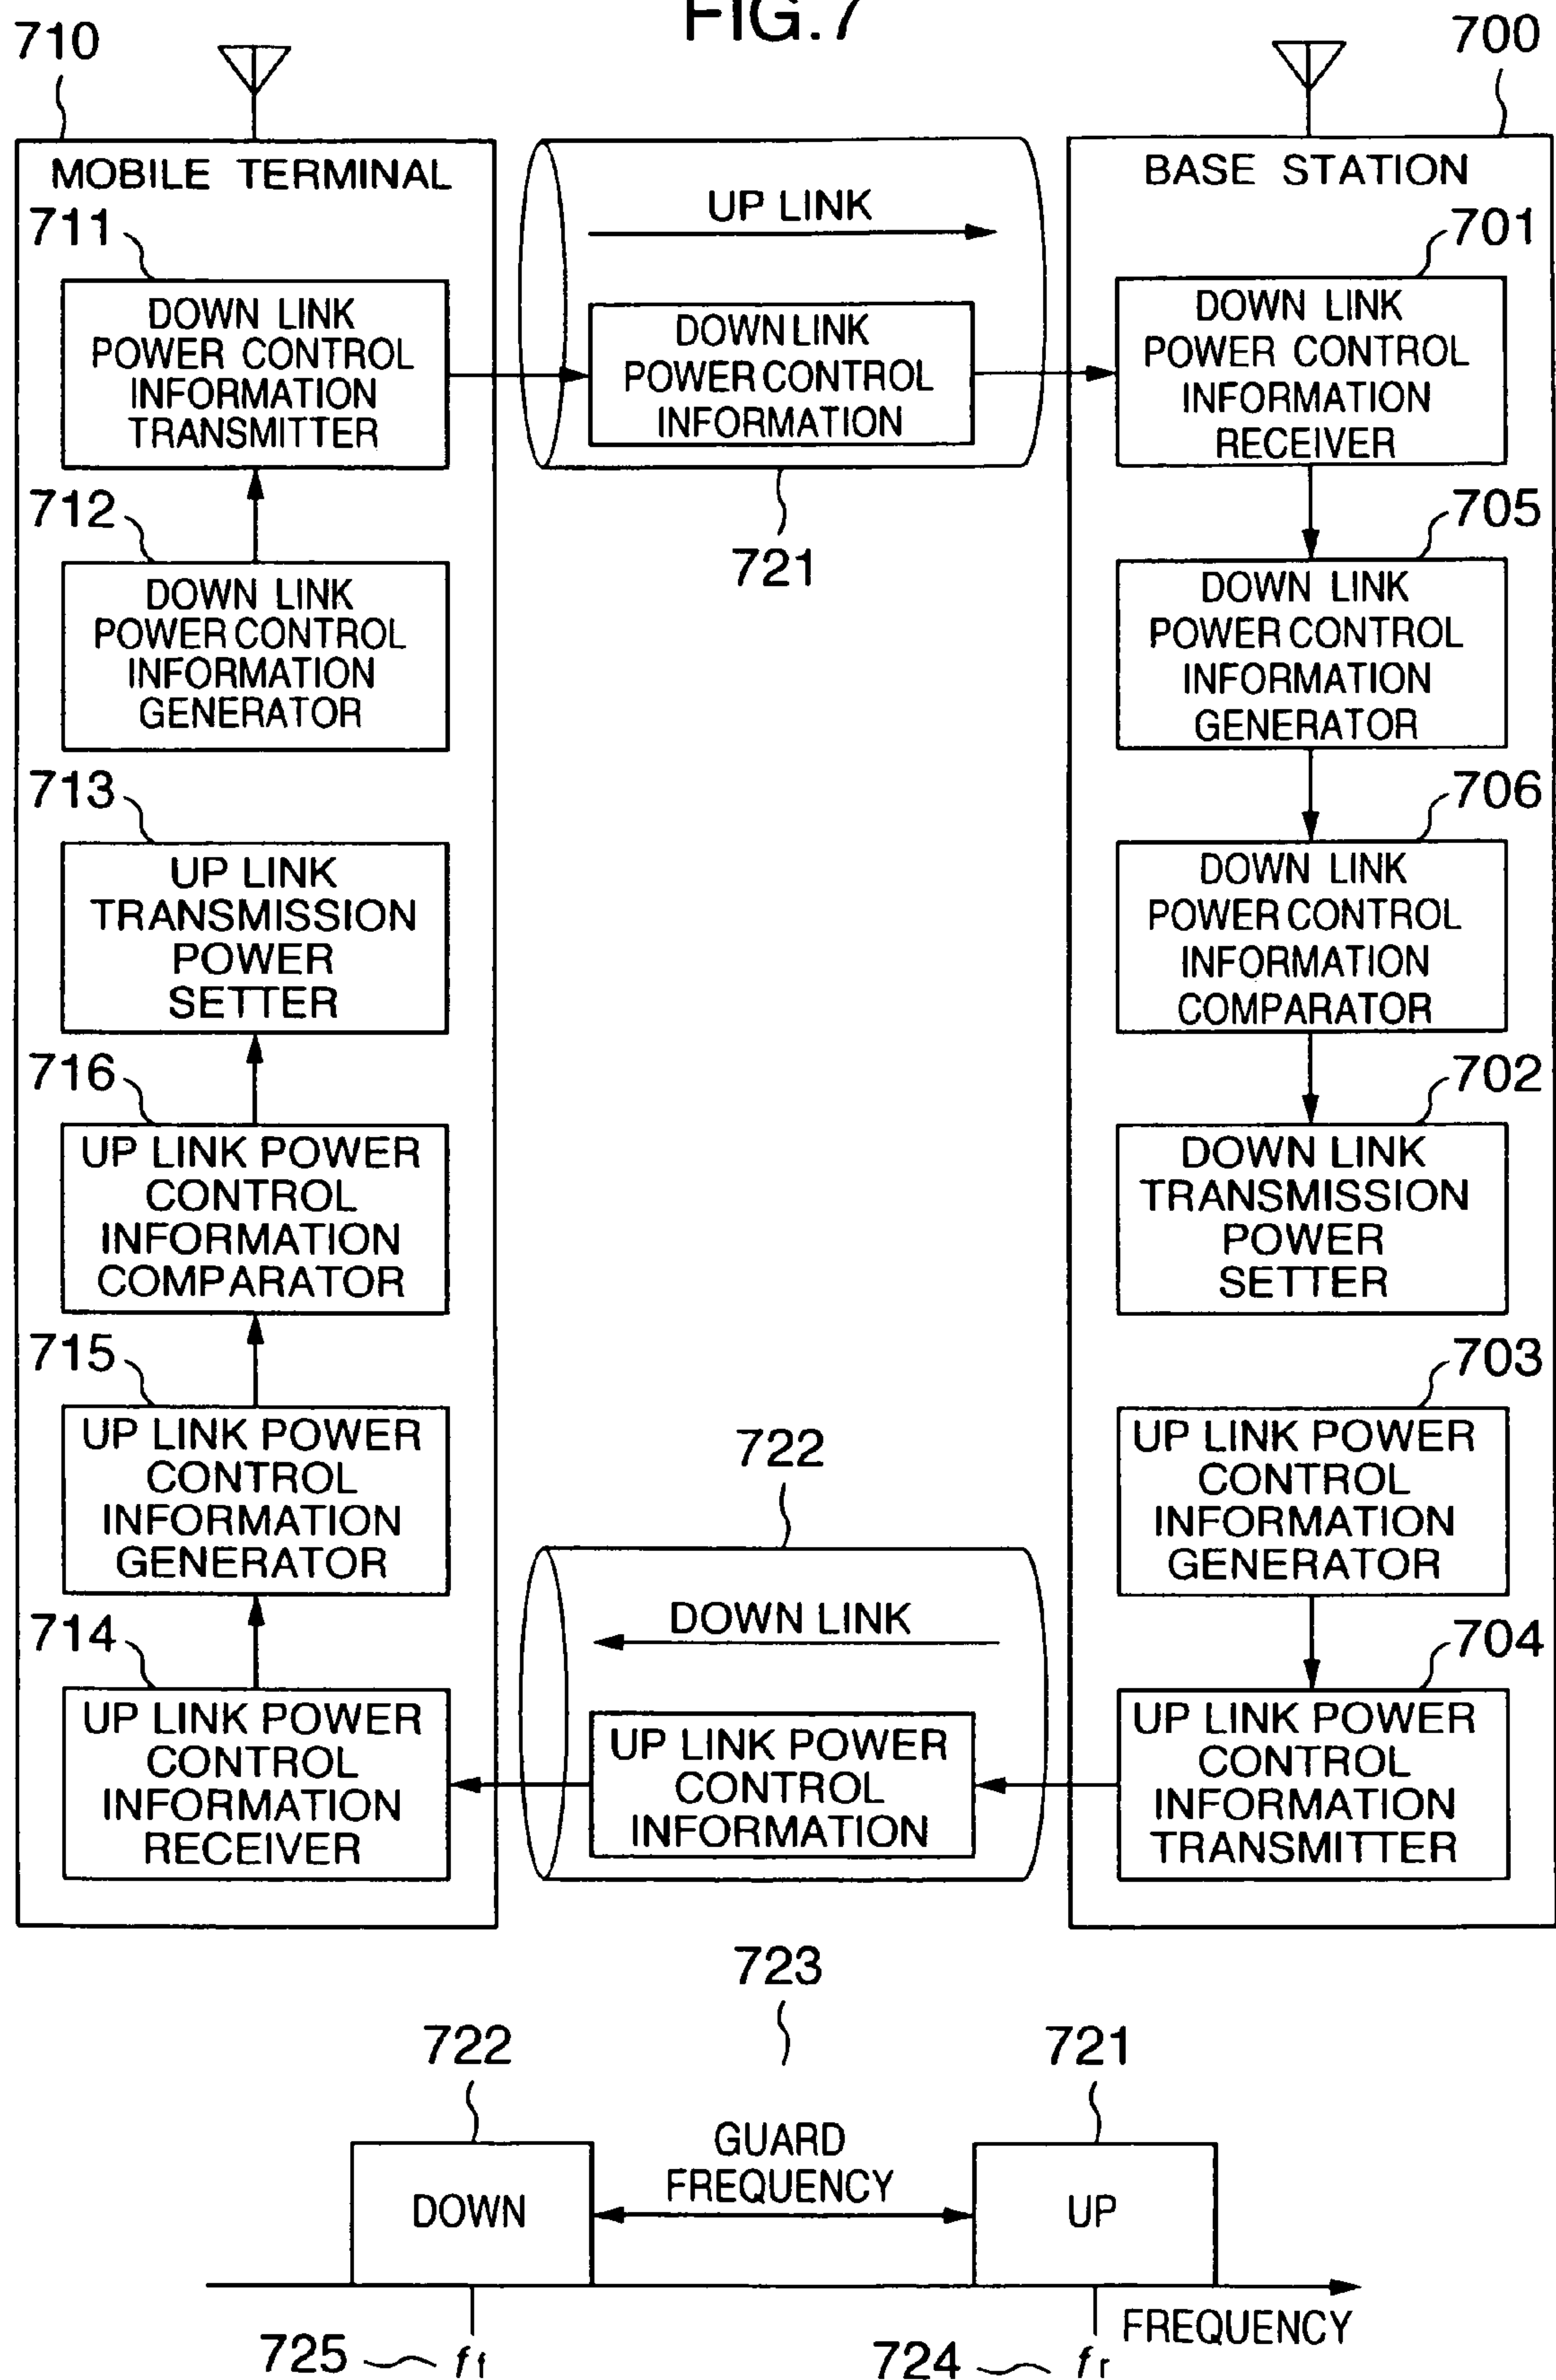 FIG.7
710
700
MOBILE TERMINAL
BASE STATION
UP LINK
711
701
DOWN LINK
POWER CONTROL
INFORMATION
TRANSMITTER
DOWN LINK
POWER CONTROL
INFORMATION
DOWN LINK
POWER CONTROL
INFORMATION
RECEIVER
721
712
705
DOWN LINK
POWER CONTROL
INFORMATION
GENERATOR
DOWN LINK
POWER CONTROL
INFORMATION
GENERATOR
713
706
UP LINK
TRANSMISSION
POWER
SETTER
DOWN LINK
POWER CONTROL
INFORMATION
COMPARATOR
716
702
UP LINK POWER
CONTROL
INFORMATION
COMPARATOR
DOWN LINK
TRANSMISSION
POWER
SETTER
715
703
UP LINK POWER
CONTROL
INFORMATION
GENERATOR
722
UP LINK POWER
CONTROL
INFORMATION
GENERATOR
DOWN LINK
714
704
UP LINK POWER
CONTROL
INFORMATION
RECEIVER
UP LINK POWER
CONTROL
INFORMATION
UP LINK POWER
CONTROL
INFORMATION
TRANSMITTER
723
722
721
GUARD
FREQUENCY
DOWN
UP
FREQUENCY
725 ff
724 fr